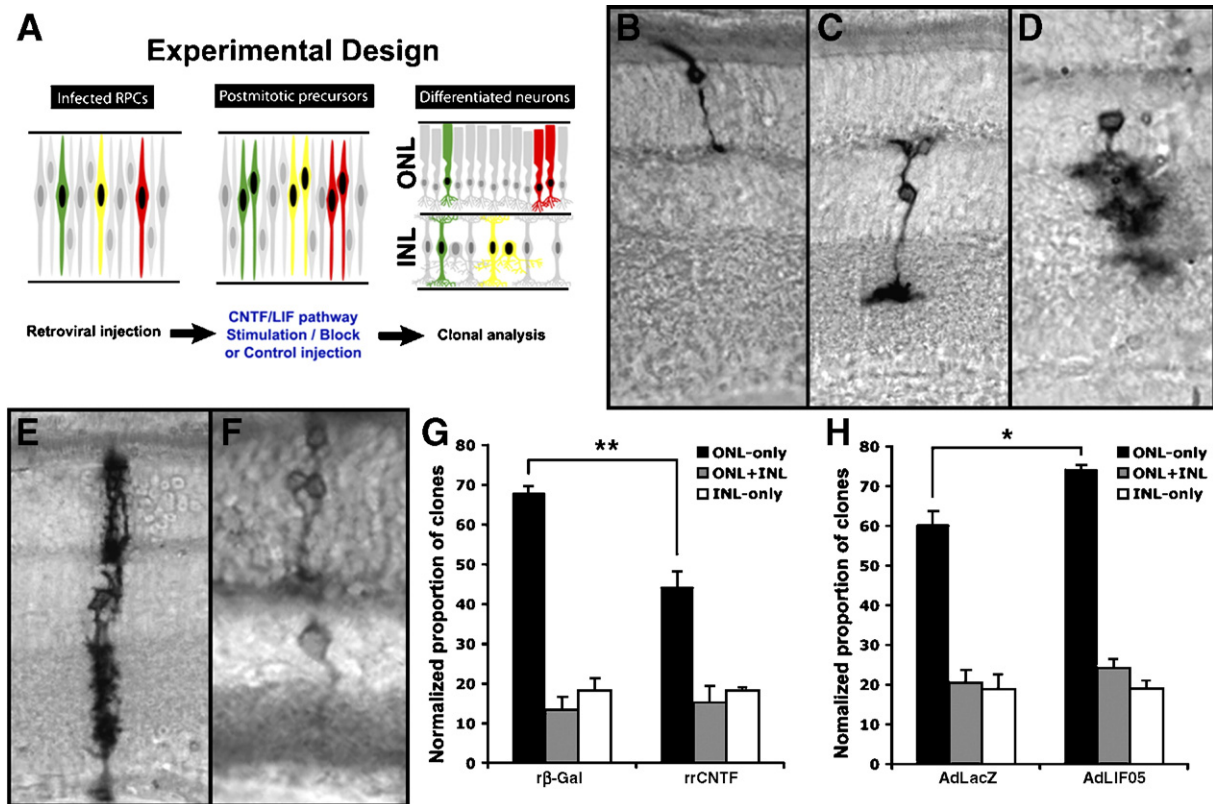 A
Experimental Design
Infected RPCs
Postmitotic precursors
Differentiated neurons
ONL
INL
Retroviral injection
CNTF/LIF pathway
Stimulation / Block
or Control injection
Clonal analysis
B
C
D
E
F
G
Normalized proportion of clones
80
70
60
50
40
30
20
10
0
**
ONL-only
ONL+INL
INL-only
rβ-Gal
rrCNTF
H
Nomalized proportion of clones
80
70
60
50
40
30
20
10
0
*
ONL-only
ONL+INL
INL-only
AdLacZ
AdLIF05